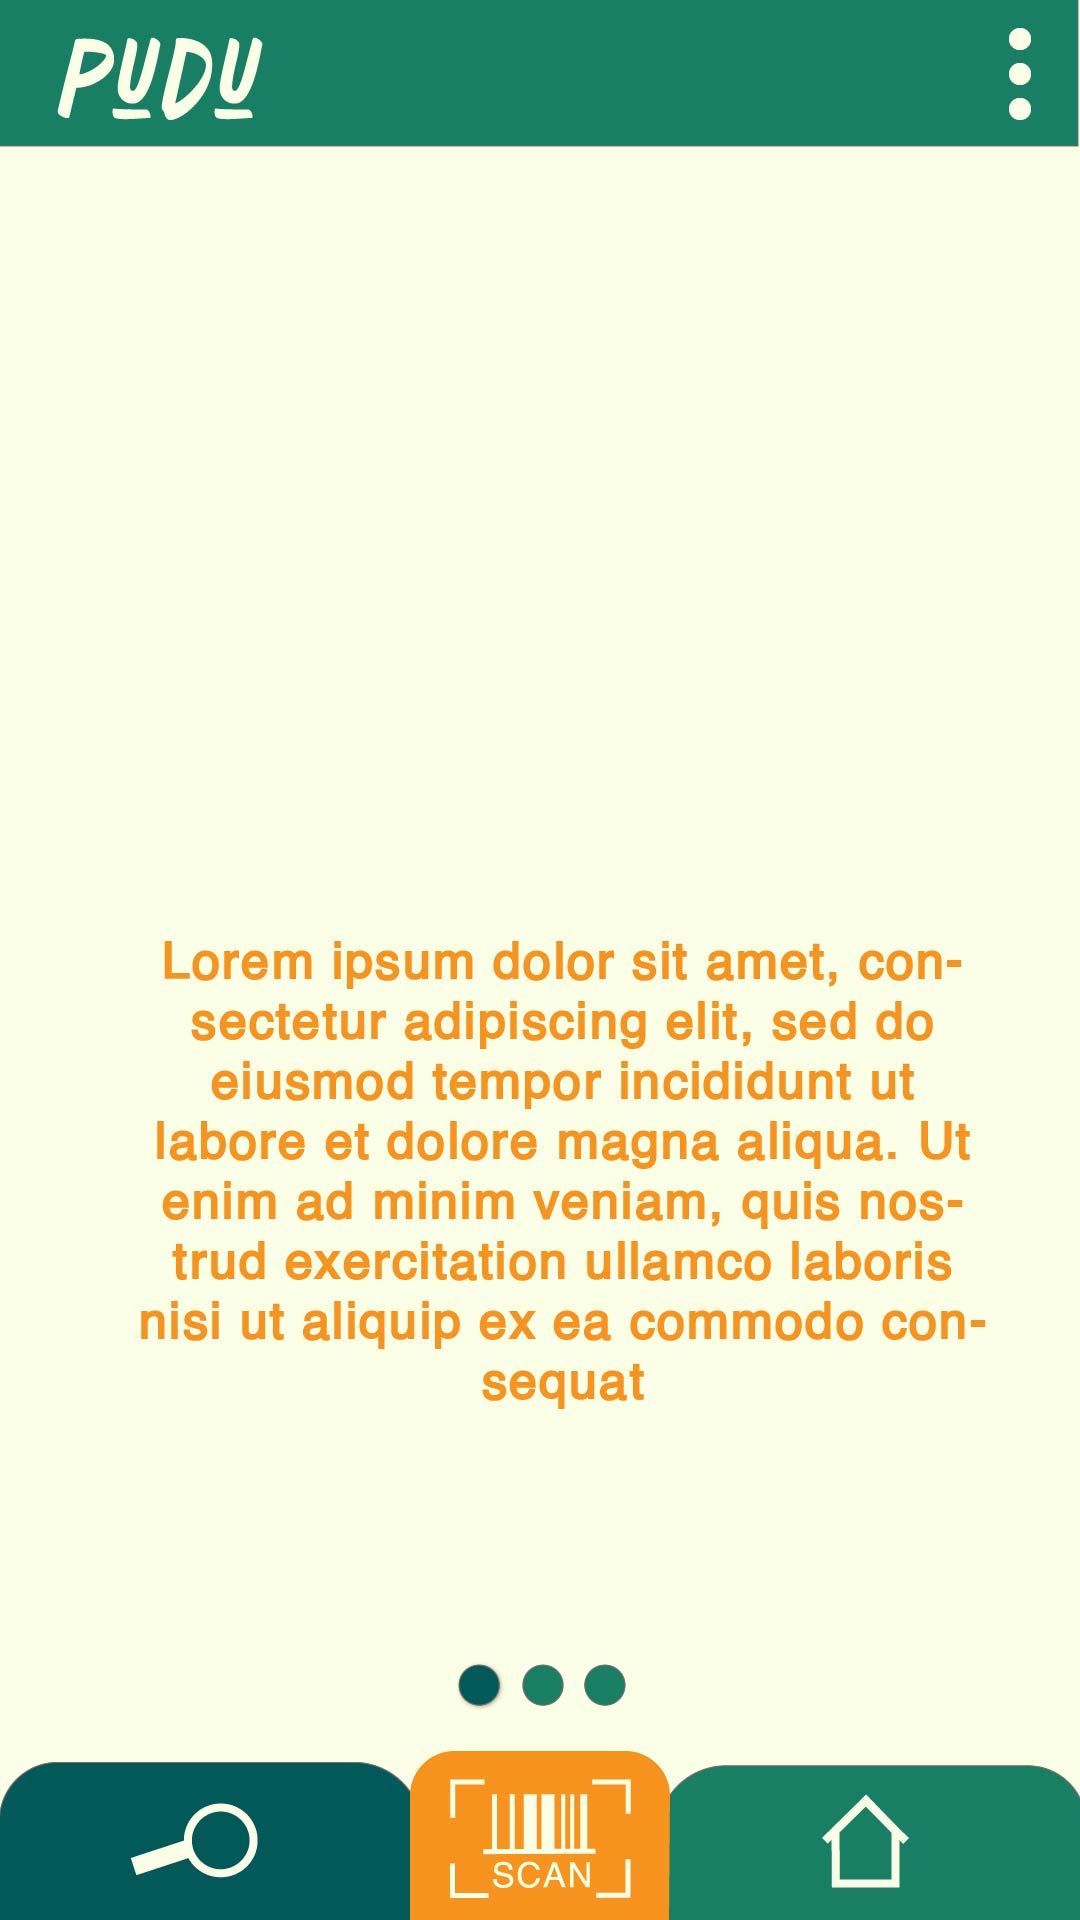 PUDU
Lorem ipsum dolor sit amet, con-
sectetur adipiscing elit, sed do
eiusmod tempor incididunt ut
labore et dolore magna aliqua. Ut
enim ad minim veniam, quis nos-
trud exercitation ullamco laboris
nisi ut aliquip ex ea commodo con-
sequat
SCAN